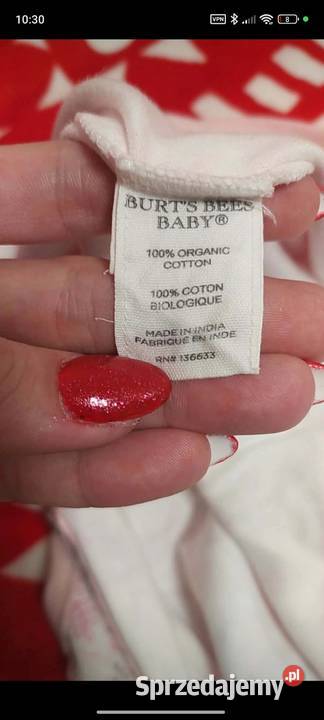 10:30
VPN
8
BURT'S BEES
BABY®
100% ORGANIC
COTTON
100% COTON
BIOLOGIQUE
MADE IN INDIA
FABRIQUÉ EN INDE
RN# 136633
Sprzedajemy.pl